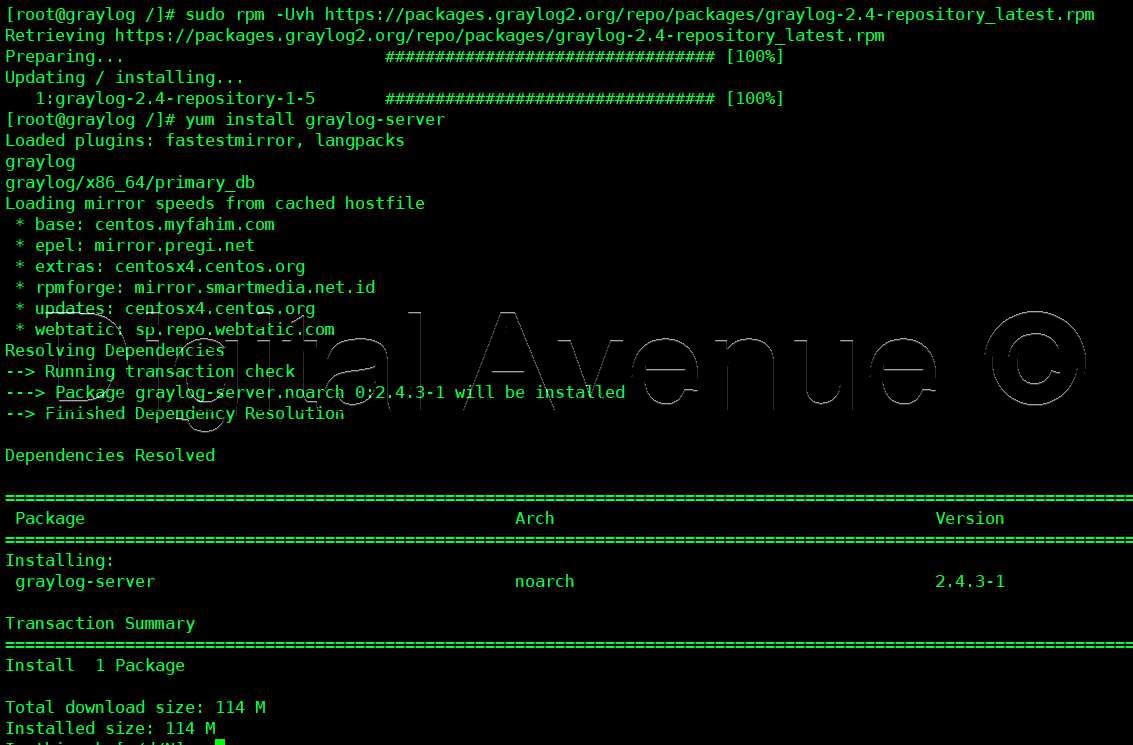 [root@graylog /]# sudo rpm -Uvh https://packages.graylog2.org/repo/packages/graylog-2.4-repository_latest.rpm
Retrieving https://packages.graylog2.org/repo/packages/graylog-2.4-repository_latest.rpm
Preparing... ################################# [100%]
Updating / installing...
1:graylog-2.4-repository-1-5 ################################# [100%]
[root@graylog /]# yum install graylog-server
Loaded plugins: fastestmirror, langpacks
graylog
graylog/x86_64/primary_db
Loading mirror speeds from cached hostfile
* base: centos.myfahim.com
* epel: mirror.pregi.net
* extras: centosx4.centos.org
* rpmforge: mirror.smartmedia.net.id
* updates: centosx4.centos.org
* webtatic: sp.repo.webtatic.com
Resolving Dependencies
--> Running transaction check
---> Package graylog-server.noarch 0:2.4.3-1 will be installed
--> Finished Dependency Resolution
DigitalAvenue ©
Dependencies Resolved
================================================================================
Package Arch Version
================================================================================
Installing:
graylog-server noarch 2.4.3-1
Transaction Summary
================================================================================
Install 1 Package
Total download size: 114 M
Installed size: 114 M